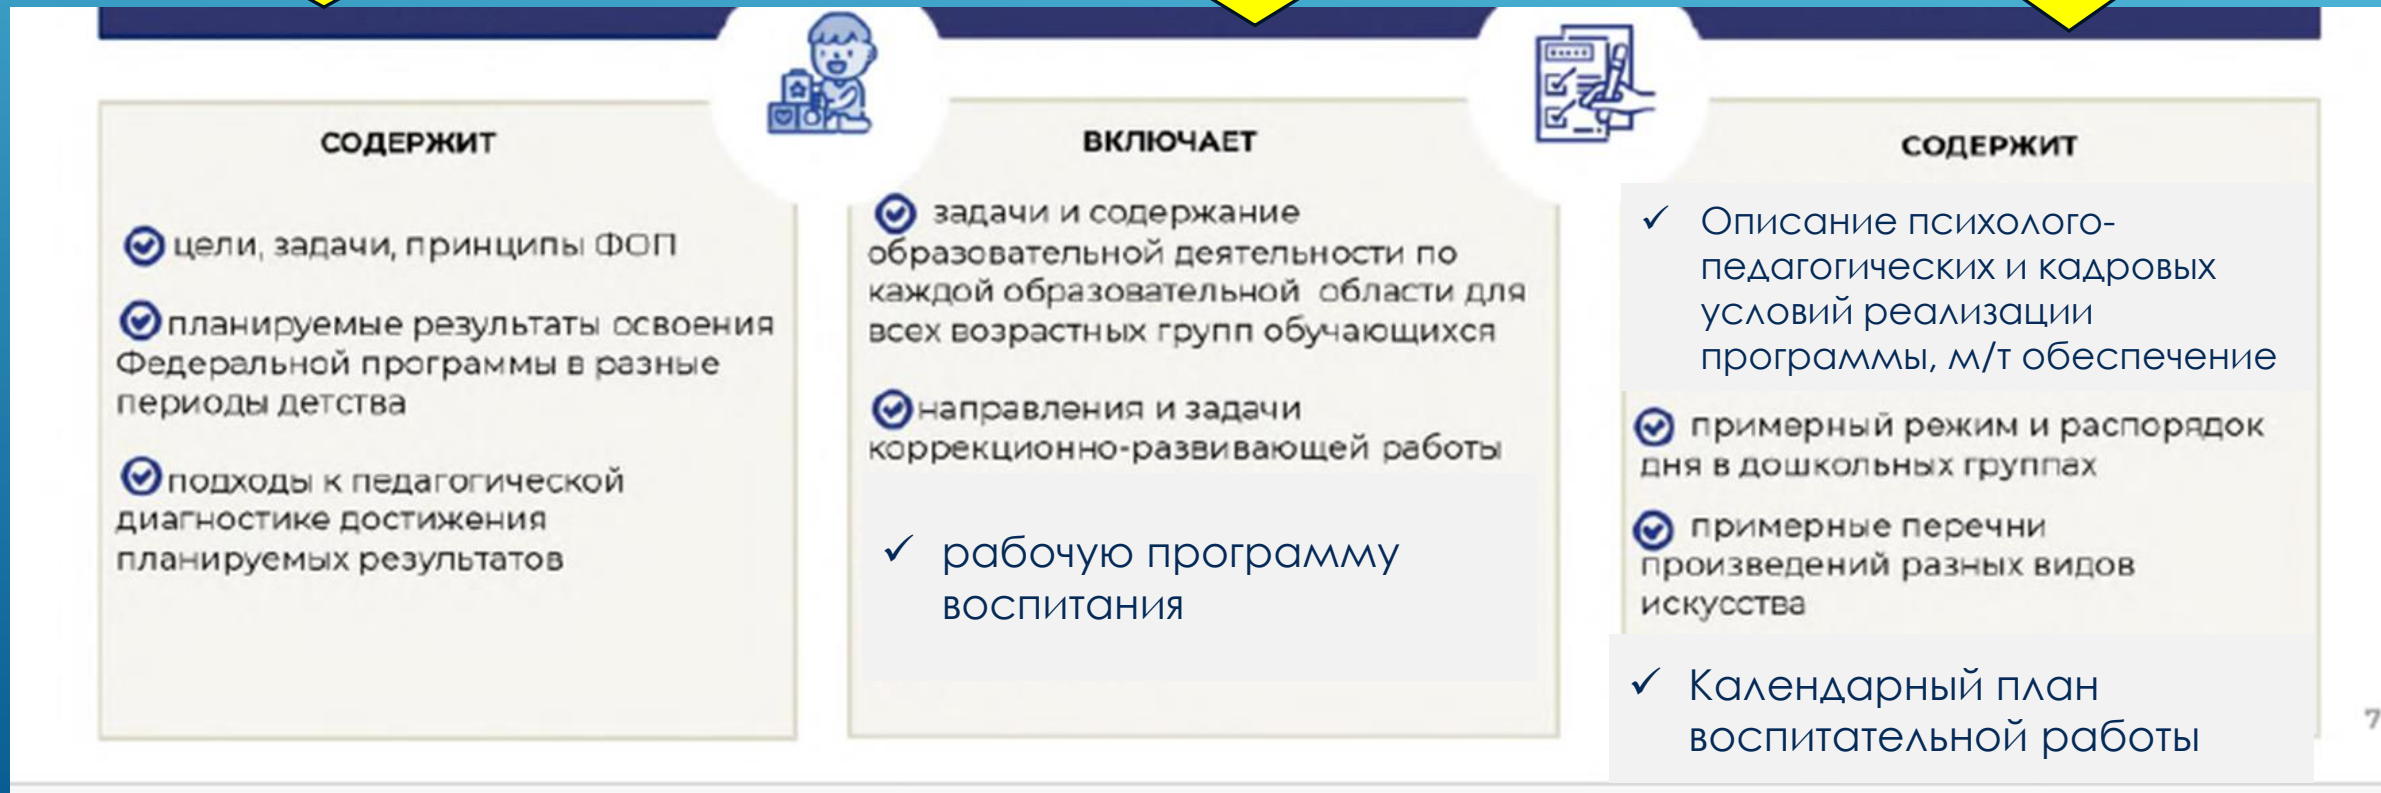 СОДЕРЖИТ
цели, задачи, принципы ФОП
планируемые результаты освоения
Федеральной программы в разные
периоды детства
подходы к педагогической
диагностике достижения
планируемых результатов
ВКЛЮЧАЕТ
задачи и содержание
образовательной деятельности по
каждой образовательной области для
всех возрастных групп обучающихся
направления и задачи
коррекционно-развивающей работы
рабочую программу
воспитания
СОДЕРЖИТ
Описание психолого-
педагогических и кадровых
условий реализации
программы, м/т обеспечение
примерный режим и распорядок
дня в дошкольных группах
примерные перечни
произведений разных видов
искусства
Календарный план
воспитательной работы
7